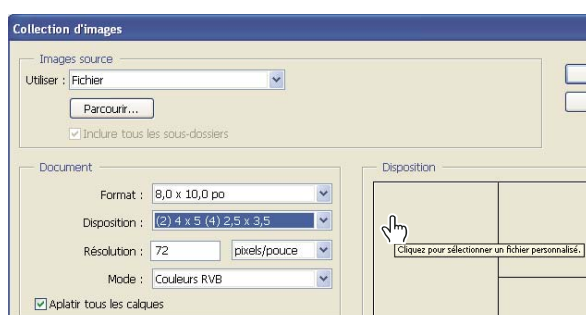 Collection d'images
Images source
Utiliser : Fichier
Parcourir...
Inclure tous les sous-dossiers
Document
Format : 8,0 x 10,0 po
Disposition : (2) 4 x 5 (4) 2,5 x 3,5
Résolution : 72 pixels/pouce
Mode : Couleurs RVB
Aplatir tous les calques
Disposition
Cliquez pour sélectionner un fichier personnalisé.